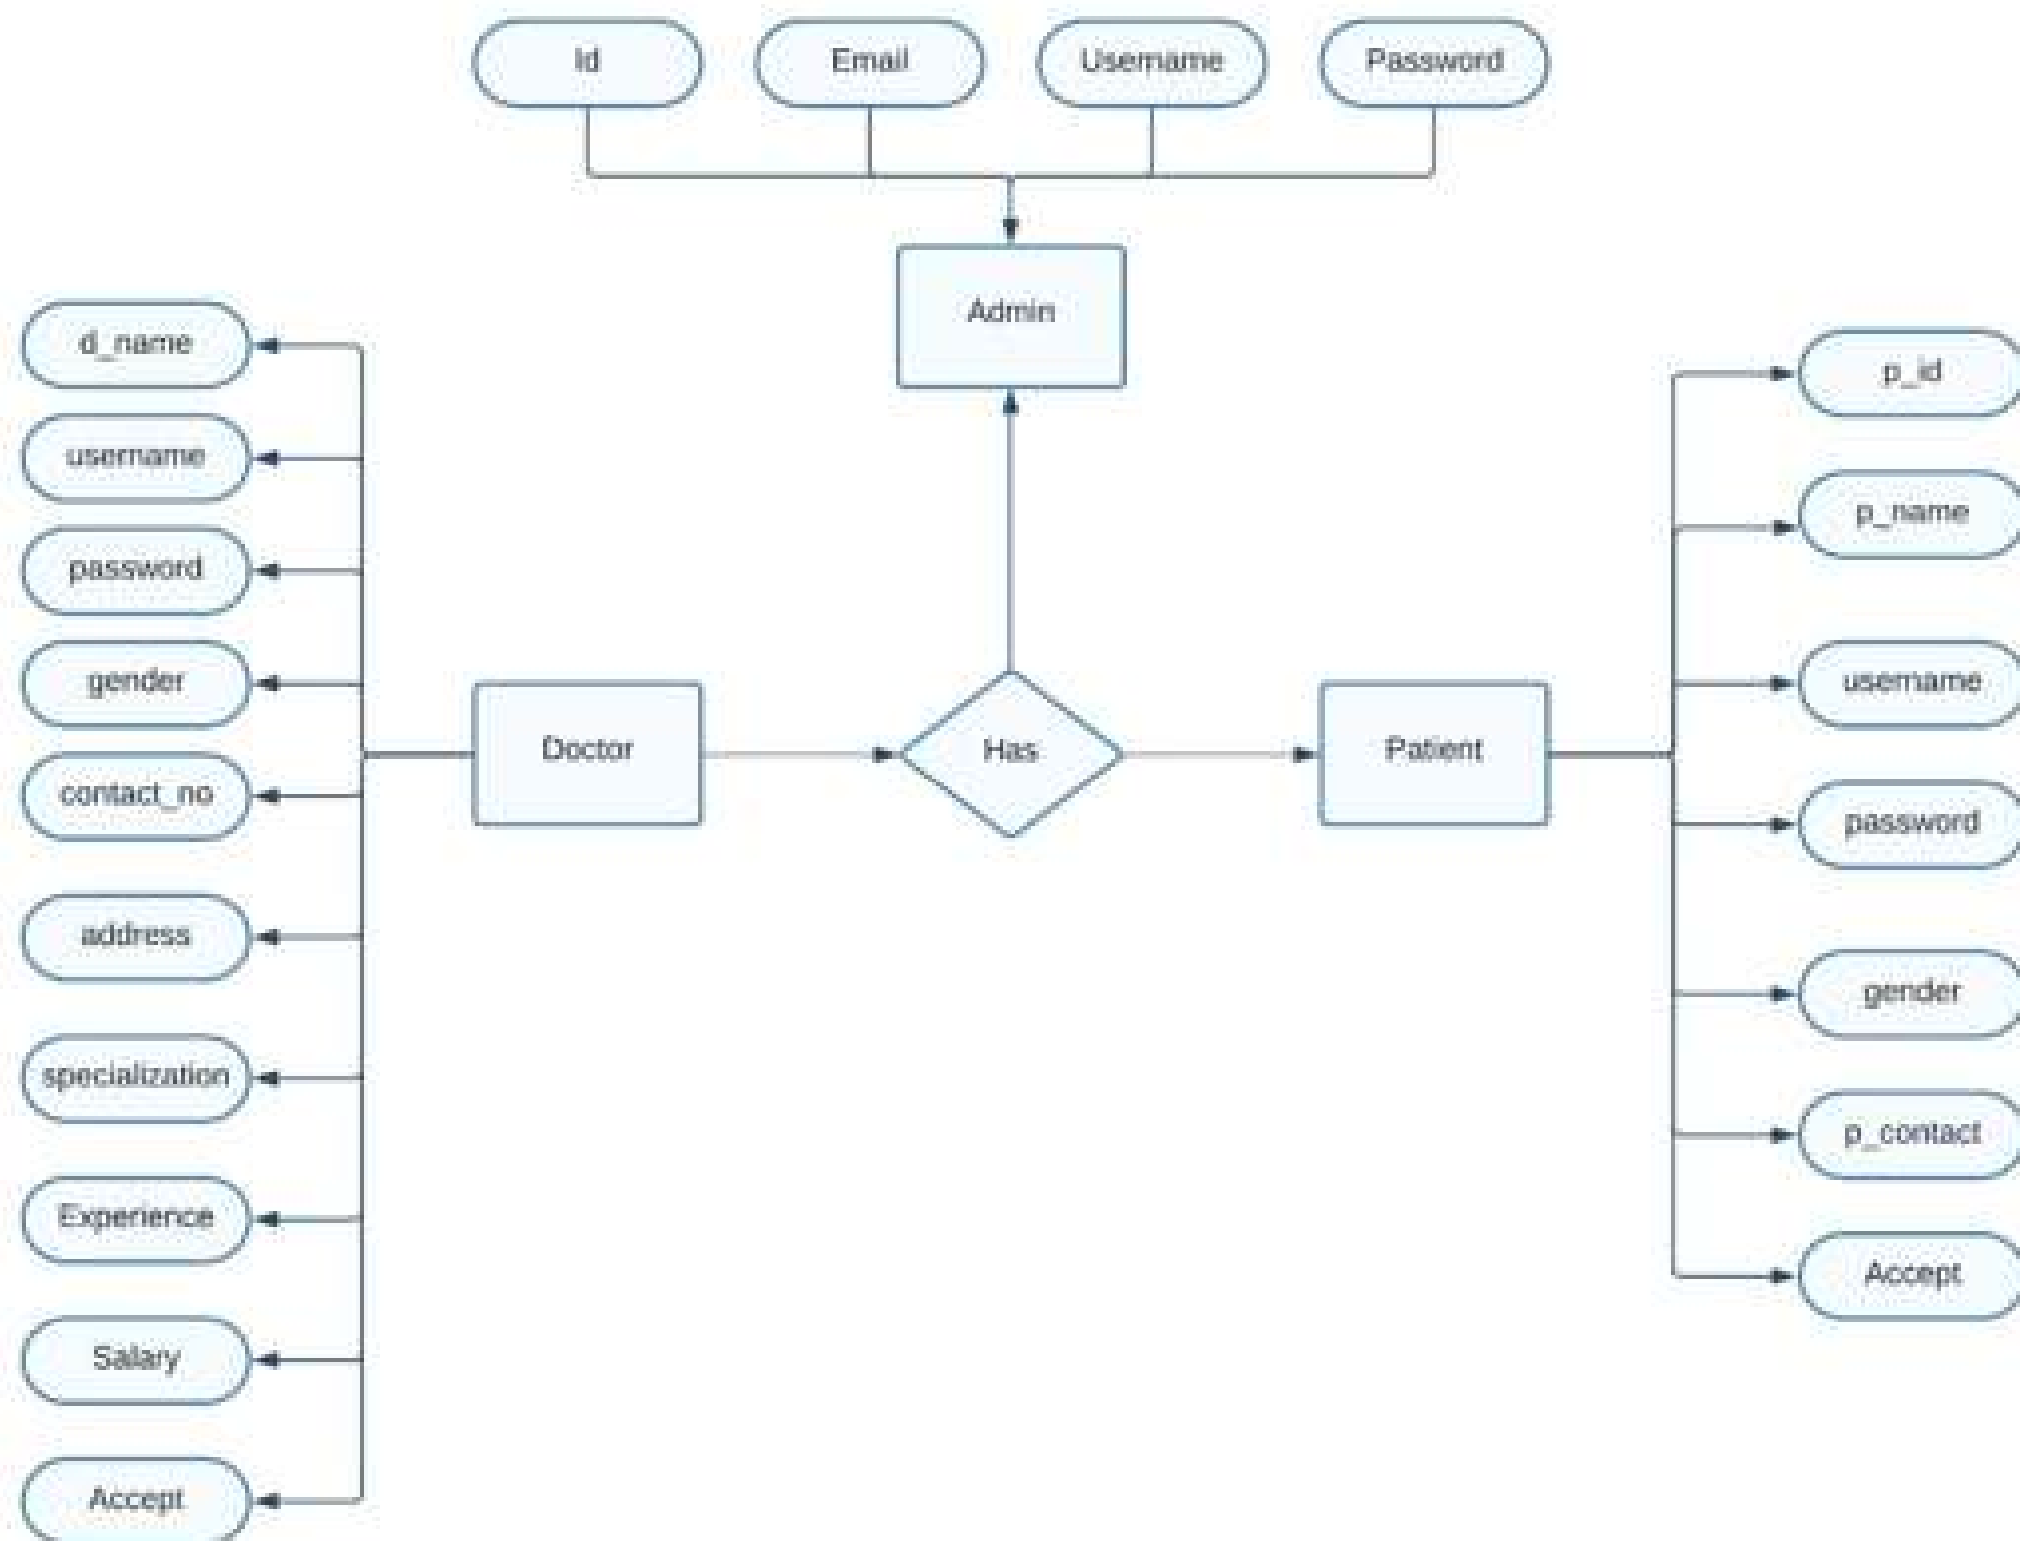 Id
Email
Username
Password
Admin
d_name
username
password
gender
contact_no
address
specialization
Experience
Salary
Accept
Doctor
Has
Patient
p_id
p_name
username
password
gender
p_contact
Accept